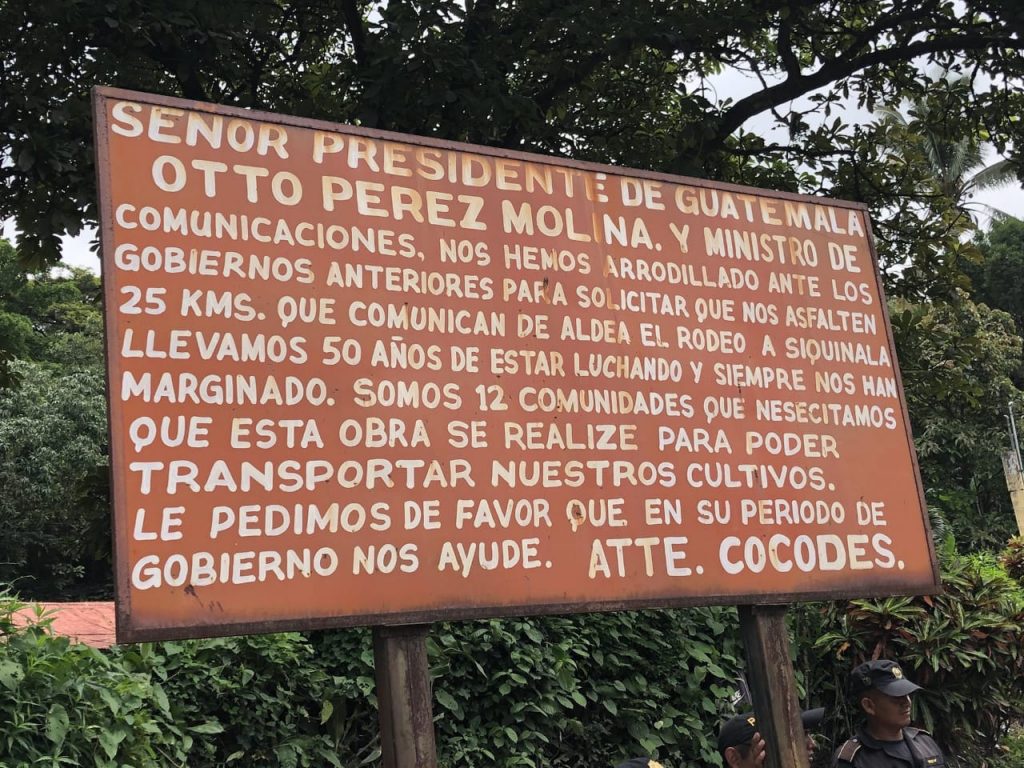 SEÑOR PRESIDENTE DE GUATEMALA
OTTO PEREZ MOLINA. Y MINISTRO DE
COMUNICACIONES, NOS HEMOS ARRODILLADO ANTE LOS
GOBIERNOS ANTERIORES PARA SOLICITAR QUE NOS ASFALTEN
25 KMS. QUE COMUNICAN DE ALDEA EL RODEO A SIQUINALA
LLEVAMOS 50 AÑOS DE ESTAR LUCHANDO Y SIEMPRE NOS HAN
MARGINADO. SOMOS 12 COMUNIDADES QUE NESECITAMOS
QUE ESTA OBRA SE REALIZE PARA PODER
TRANSPORTAR NUESTROS CULTIVOS.
LE PEDIMOS DE FAVOR QUE EN SU PERIODO DE
GOBIERNO NOS AYUDE. ATTE. COCODES.